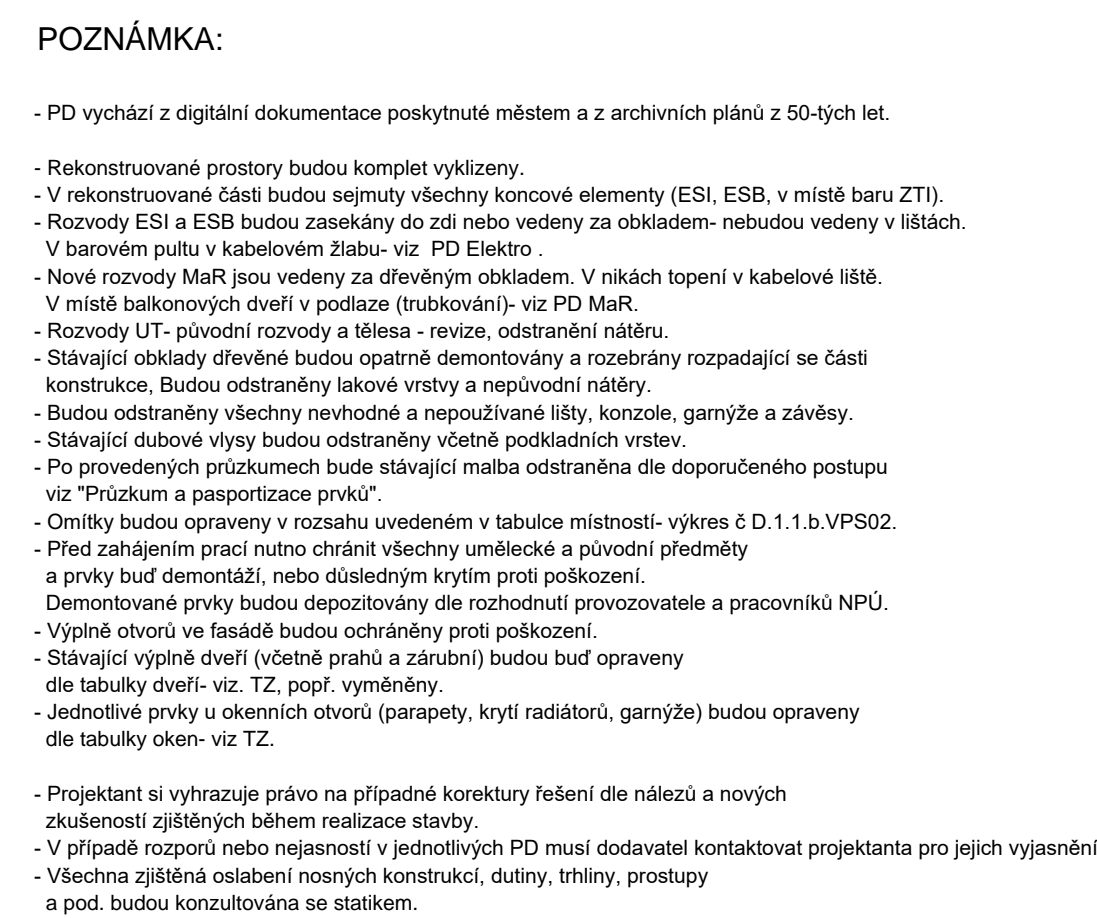 POZNÁMKA:
- PD vychází z digitální dokumentace poskytnuté městem a z archivních plánů z 50-tých let.
- Rekonstruované prostory budou komplet vyklizeny.
- V rekonstruované části budou sejmuty všechny koncové elementy (ESI, ESB, v místě baru ZTI).
- Rozvody ESI a ESB budou zasekány do zdi nebo vedeny za obkladem- nebudou vedeny v lištách.
V barovém pultu v kabelovém žlabu- viz  PD Elektro .
- Nové rozvody MaR jsou vedeny za dřevěným obkladem. V nikách topení v kabelové liště.
V místě balkonových dveří v podlaze (trubkování)- viz PD MaR.
- Rozvody UT- původní rozvody a tělesa - revize, odstranění nátěru.
- Stávající obklady dřevěné budou opatrně demontovány a rozebrány rozpadající se části
konstrukce, Budou odstraněny lakové vrstvy a nepůvodní nátěry.
- Budou odstraněny všechny nevhodné a nepoužívané lišty, konzole, garnýže a závěsy.
- Stávající dubové vlysy budou odstraněny včetně podkladních vrstev.
- Po provedených průzkumech bude stávající malba odstraněna dle doporučeného postupu
viz "Průzkum a pasportizace prvků".
- Omítky budou opraveny v rozsahu uvedeném v tabulce místností- výkres č D.1.1.b.VPS02.
- Před zahájením prací nutno chránit všechny umělecké a původní předměty
a prvky buď demontáží, nebo důsledným krytím proti poškození.
Demontované prvky budou depozitovány dle rozhodnutí provozovatele a pracovníků NPÚ.
- Výplně otvorů ve fasádě budou ochráněny proti poškození.
- Stávající výplně dveří (včetně prahů a zárubní) budou buď opraveny
dle tabulky dveří- viz. TZ, popř. vyměněny.
- Jednotlivé prvky u okenních otvorů (parapety, krytí radiátorů, garnýže) budou opraveny
dle tabulky oken- viz TZ.
- Projektant si vyhrazuje právo na případné korektury řešení dle nálezů a nových
zkušeností zjištěných během realizace stavby.
- V případě rozporů nebo nejasností v jednotlivých PD musí dodavatel kontaktovat projektanta pro jejich vyjasnění
- Všechna zjištěná oslabení nosných konstrukcí, dutiny, trhliny, prostupy
a pod. budou konzultována se statikem.